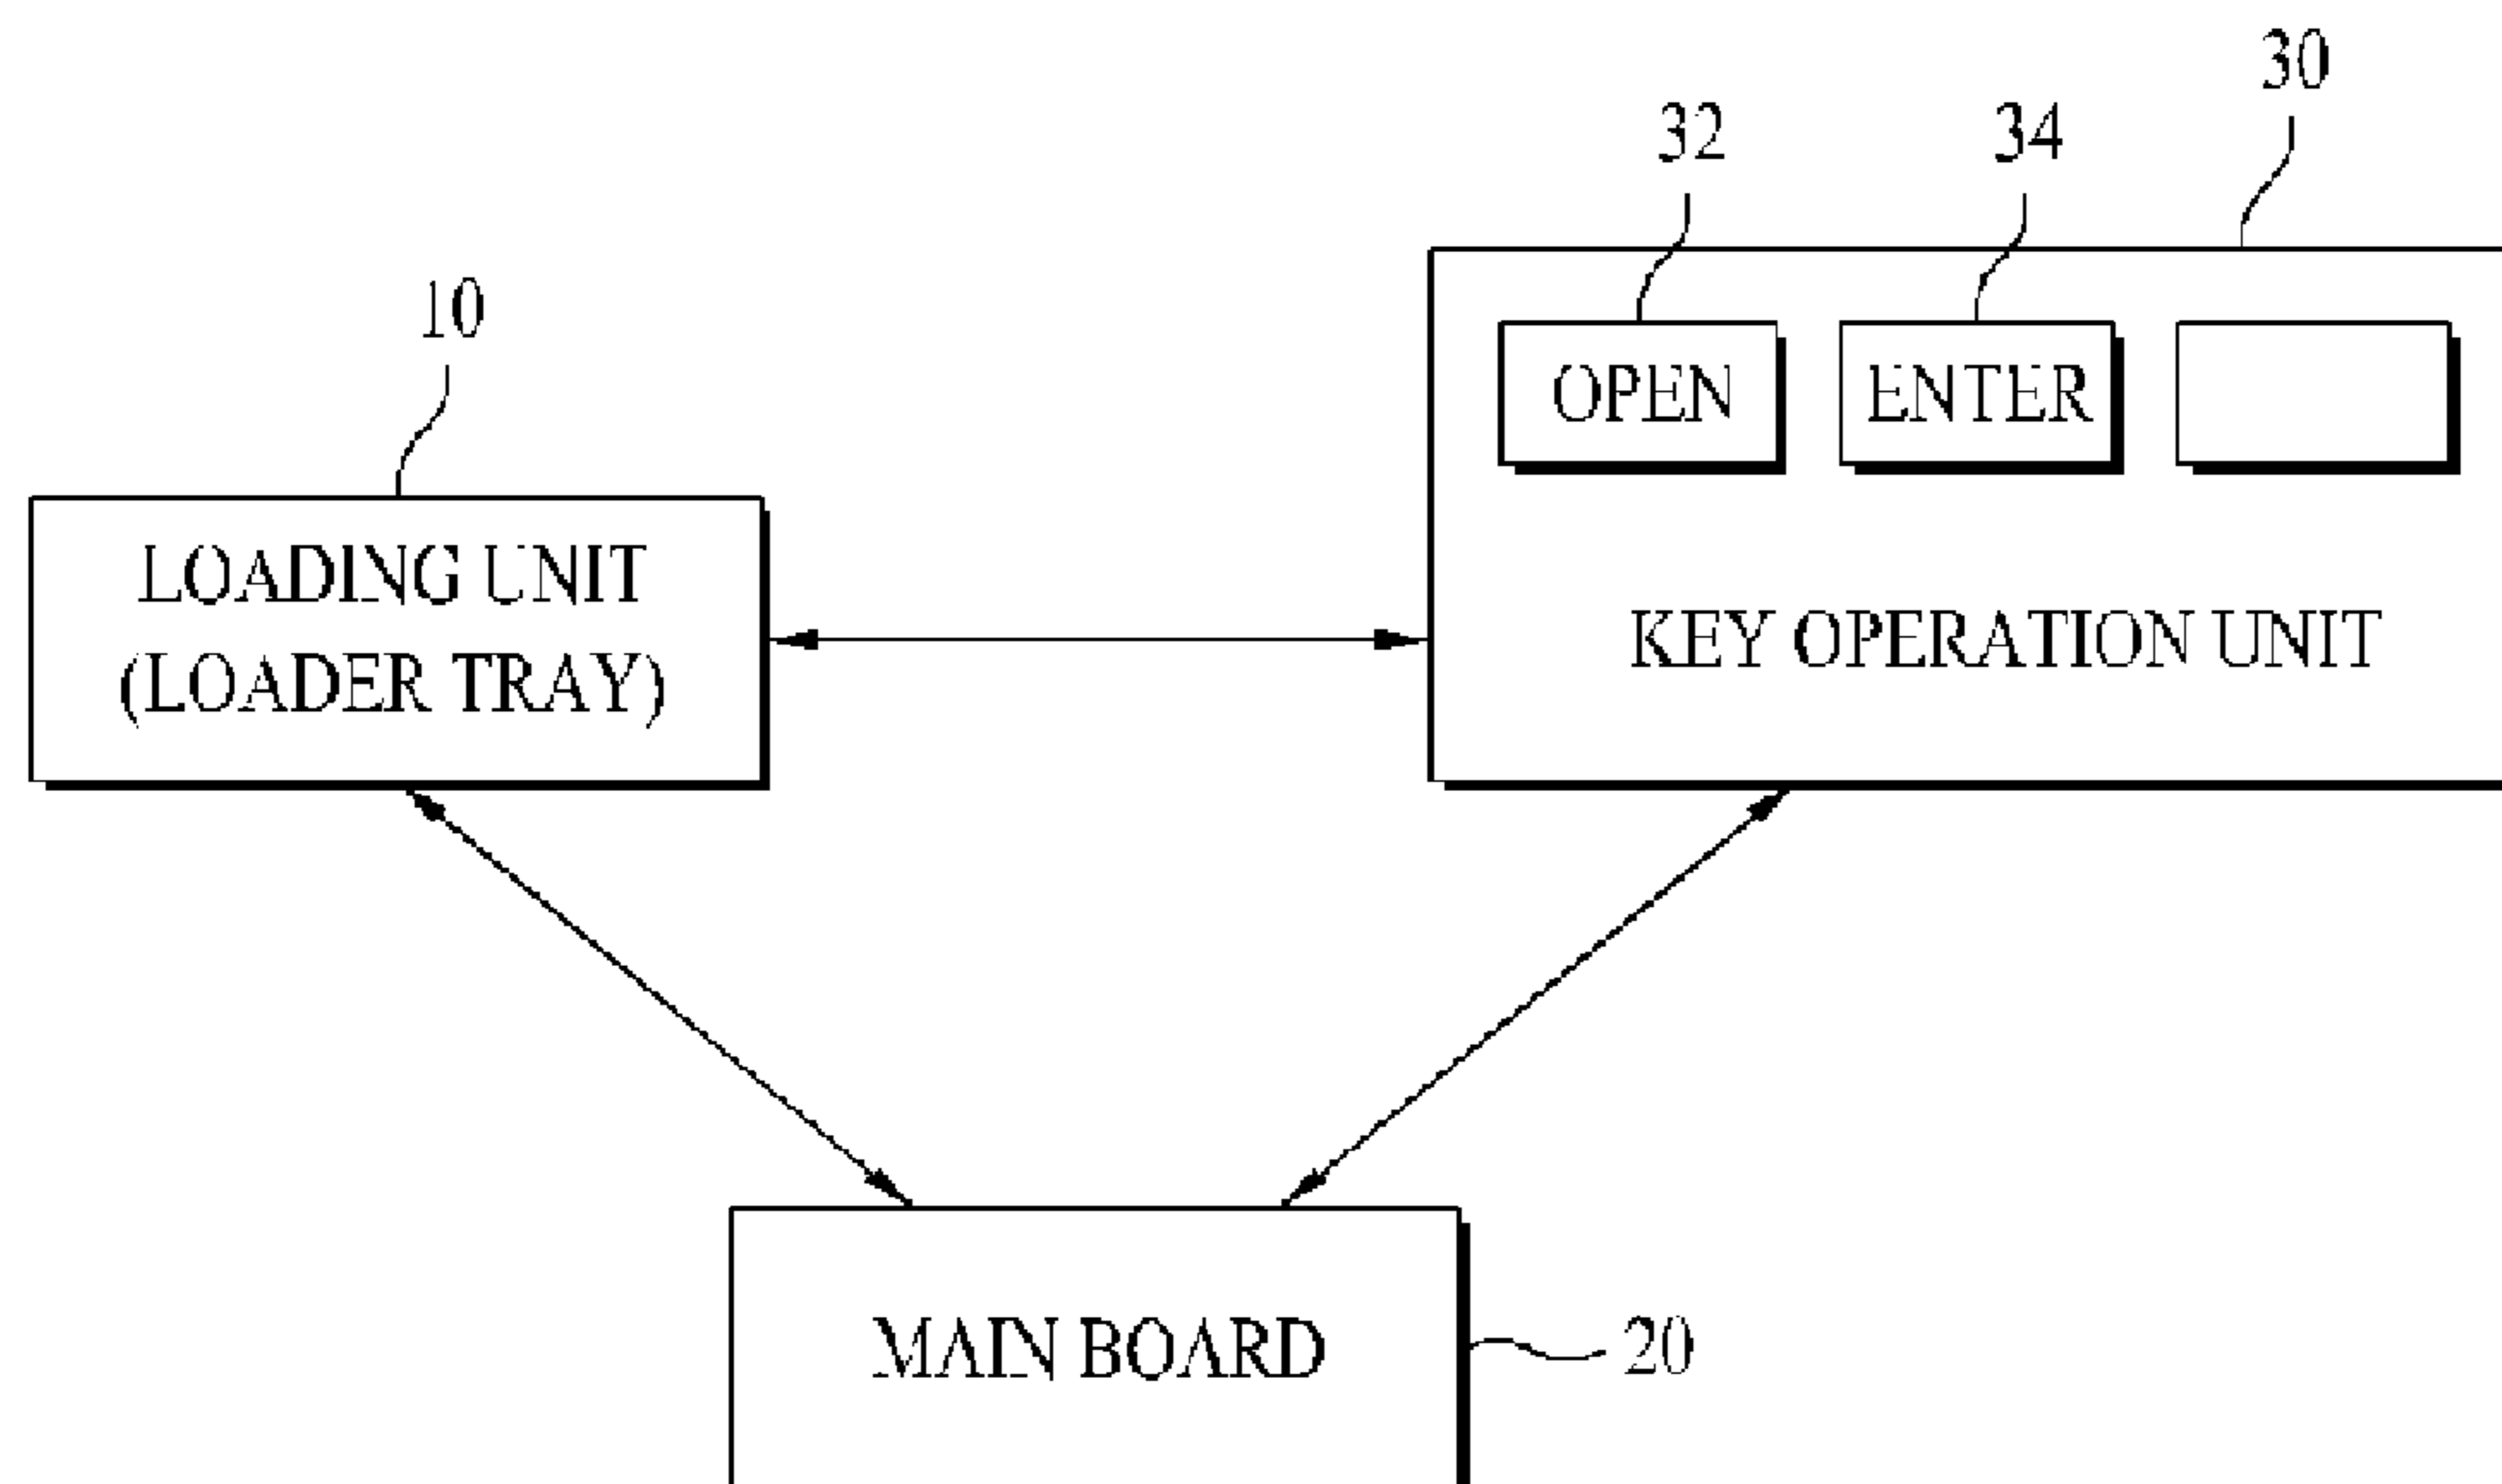 30
32 34
10
OPEN ENTER
LOADING UNIT
(LOADER TRAY)
KEY OPERATION UNIT
MAIN BOARD
20